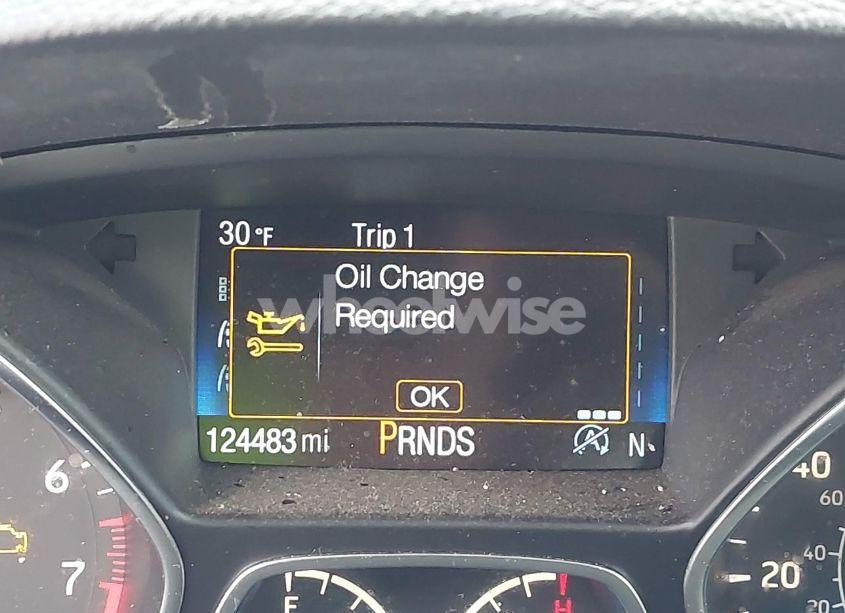 30°F Trip 1
Oil Change
Required
wheelwise
OK
124483 mi PRNDS N
6
7
40
60
40
20
20
F
H